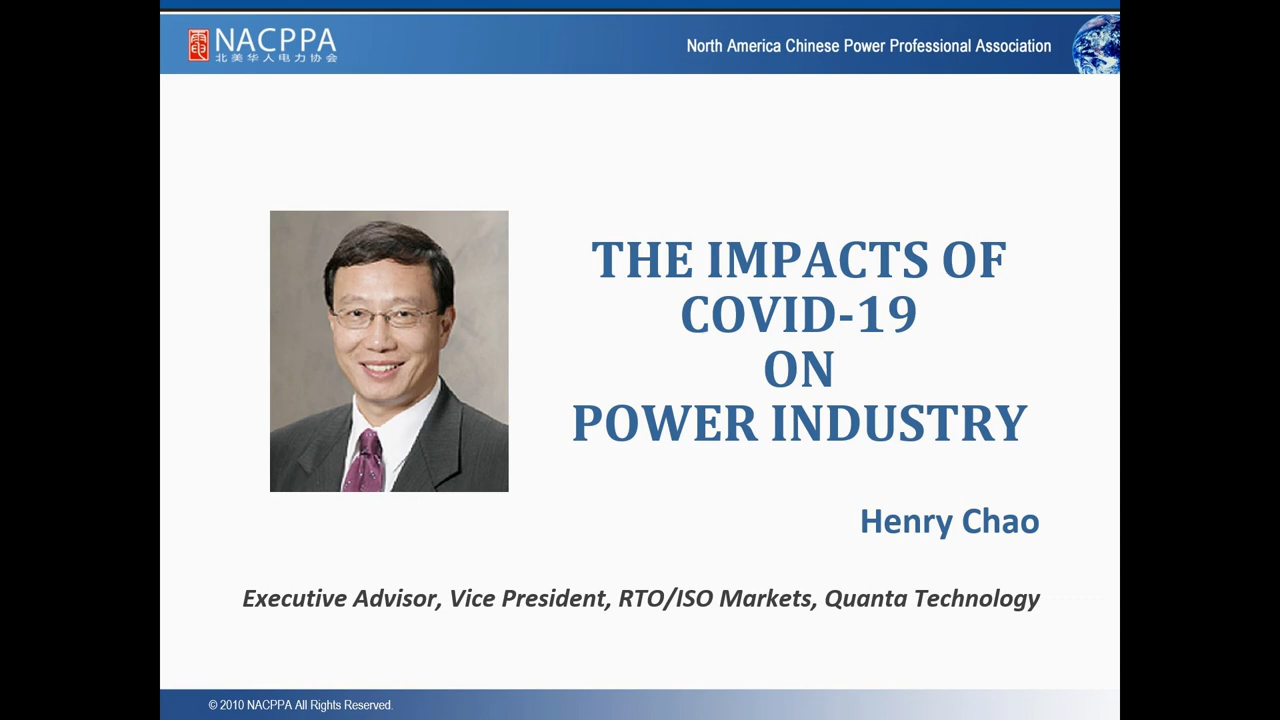 NACPPA
北美华人电力协会
North America Chinese Power Professional Association
THE IMPACTS OF
COVID-19
ON
POWER INDUSTRY
Henry Chao
Executive Advisor, Vice President, RTO/ISO Markets, Quanta Technology
© 2010 NACPPA All Rights Reserved.